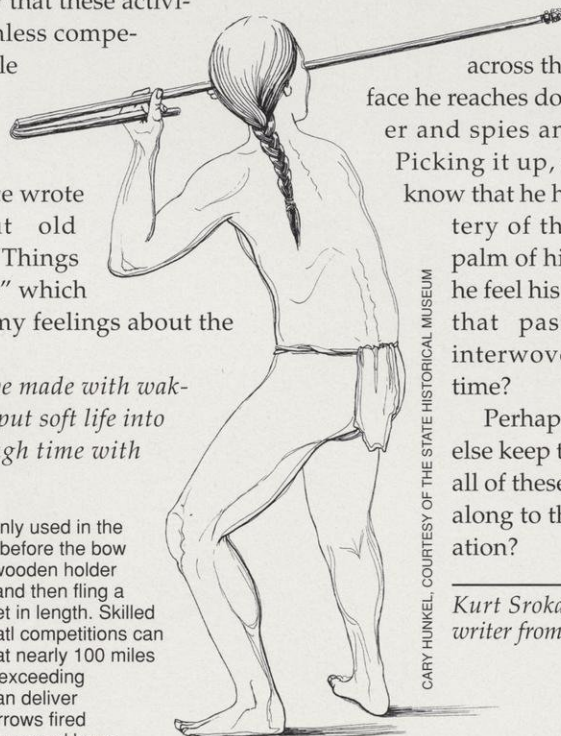 that these activi-
nless compe-
le
e wrote
t old
Things
" which
my feelings about the
e made with wak-
put soft life into
gh time with
nly used in the
before the bow
wooden holder
and then fling a
et in length. Skilled
atl competitions can
at nearly 100 miles
exceeding
an deliver
rrows fired
CARY HUNKEL, COURTESY OF THE STATE HISTORICAL MUSEUM
across th
face he reaches do
er and spies an
Picking it up,
know that he h
tery of th
palm of hi
he feel his
that pas
interwove
time?
Perhap
else keep t
all of these
along to th
ation?
Kurt Sroka
writer from